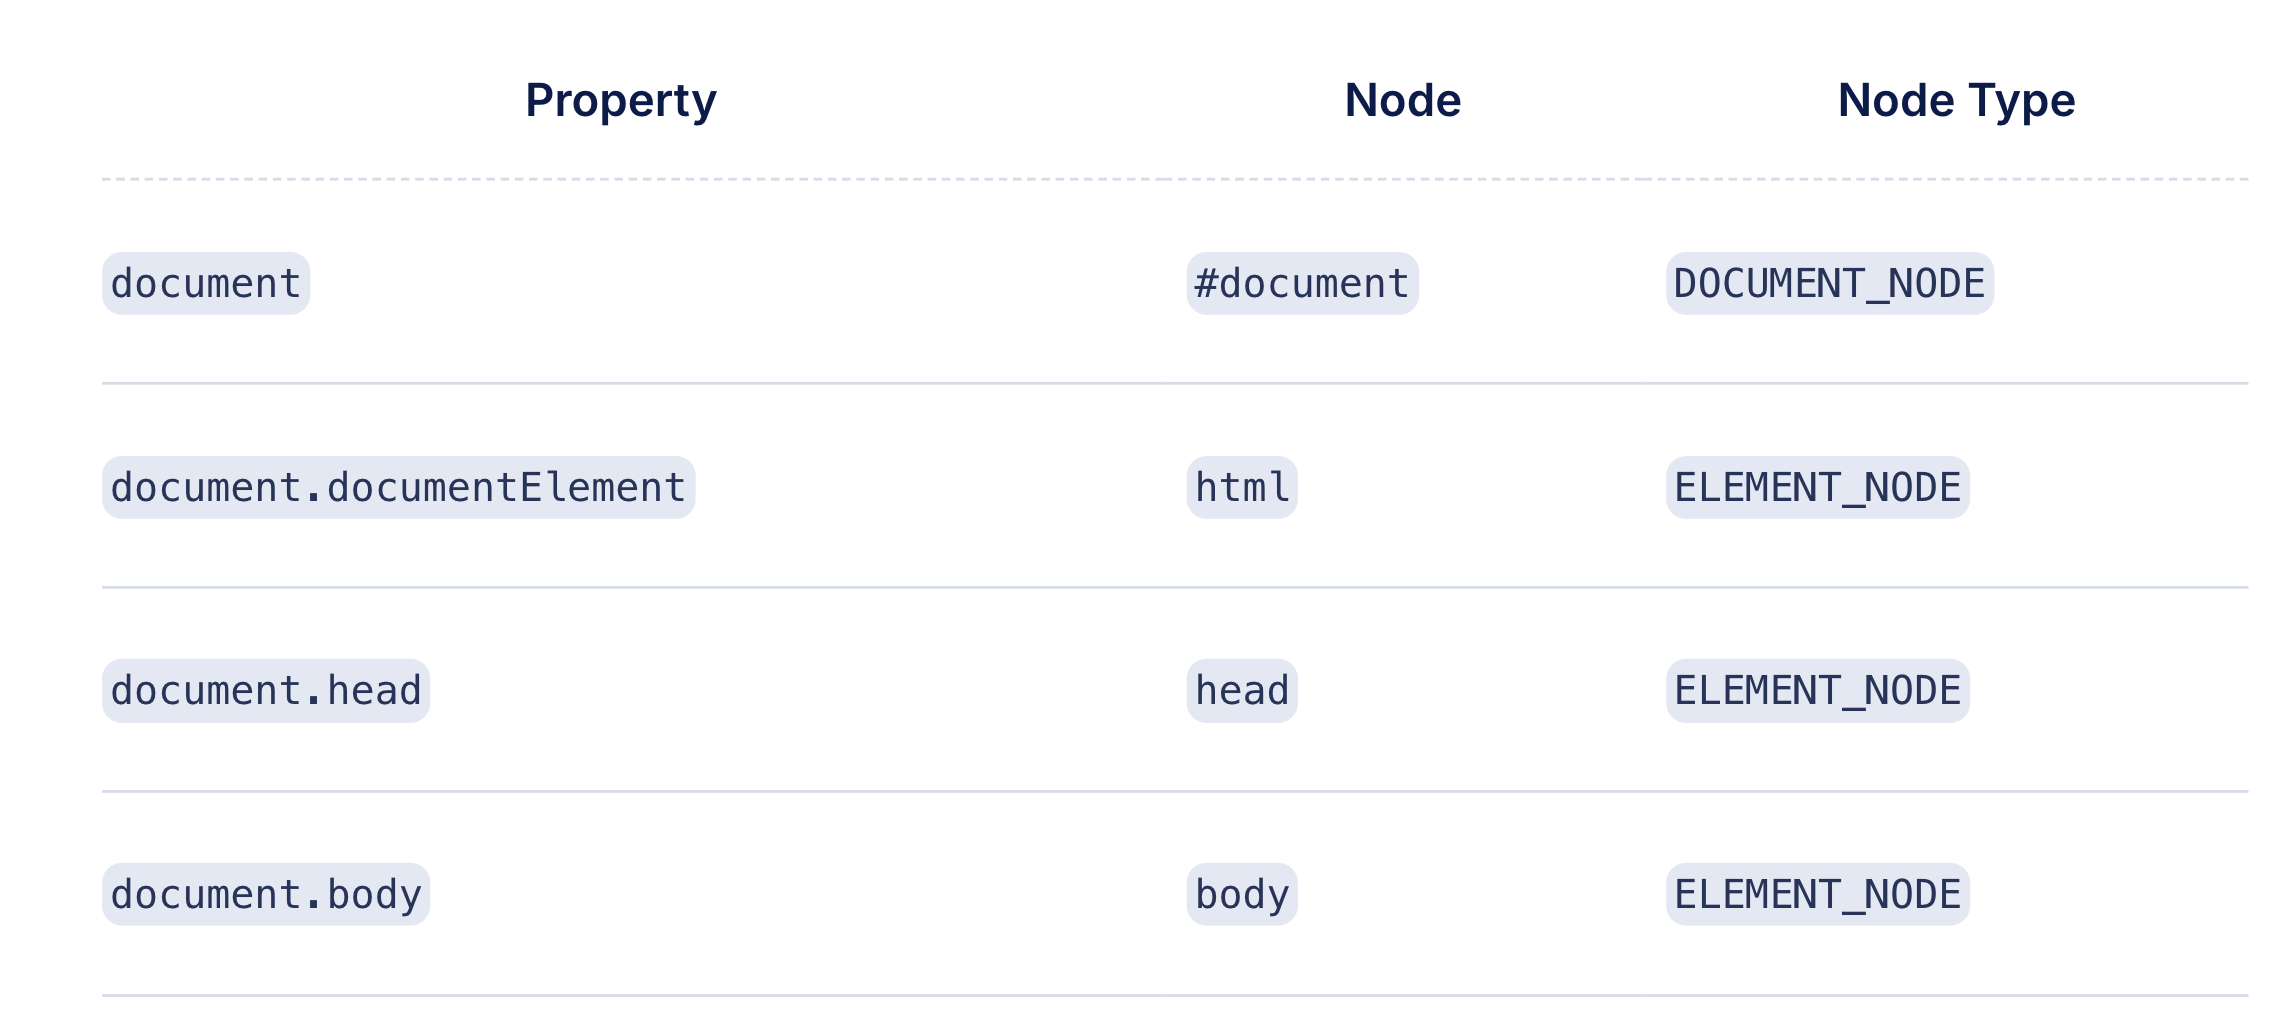 Property Node Node Type
document #document DOCUMENT_NODE
document.documentElement html ELEMENT_NODE
document.head head ELEMENT_NODE
document.body body ELEMENT_NODE